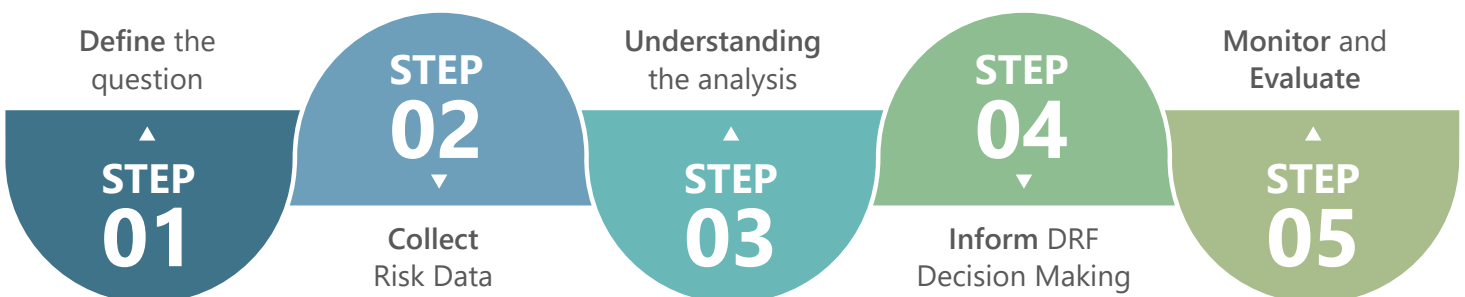 Define the
question
STEP
01
STEP
02
Collect
Risk Data
Understanding
the analysis
STEP
03
STEP
04
Inform DRF
Decision Making
Monitor and
Evaluate
STEP
05